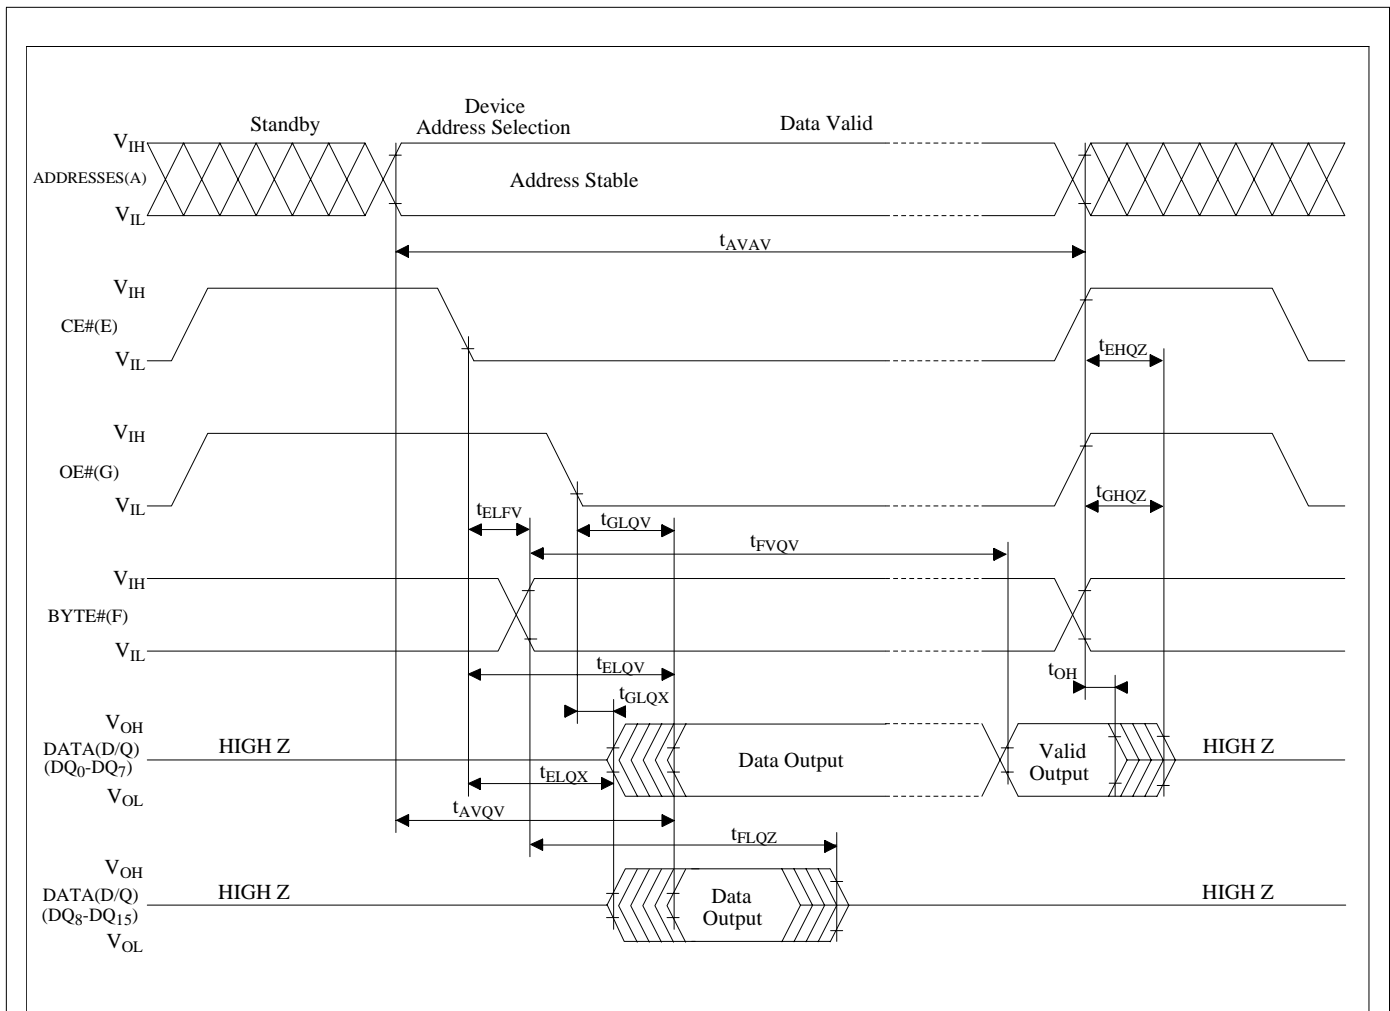 Standby
Device
Address Selection
Data Valid
VIH
ADDRESSES(A)
Address Stable
VIL
tAVAV
VIH
CE#(E)
VIL
tEHQZ
VIH
OE#(G)
VIL
tGHQZ
tELFV
tGLQV
tFVQV
VIH
BYTE#(F)
VIL
tELQV
tOH
tGLQX
VOH
DATA(D/Q)
(DQ0-DQ7)
HIGH Z
Data Output
Valid
Output
HIGH Z
VOL
tELQX
tAVQV
tFLQZ
VOH
DATA(D/Q)
(DQ8-DQ15)
HIGH Z
Data
Output
HIGH Z
VOL